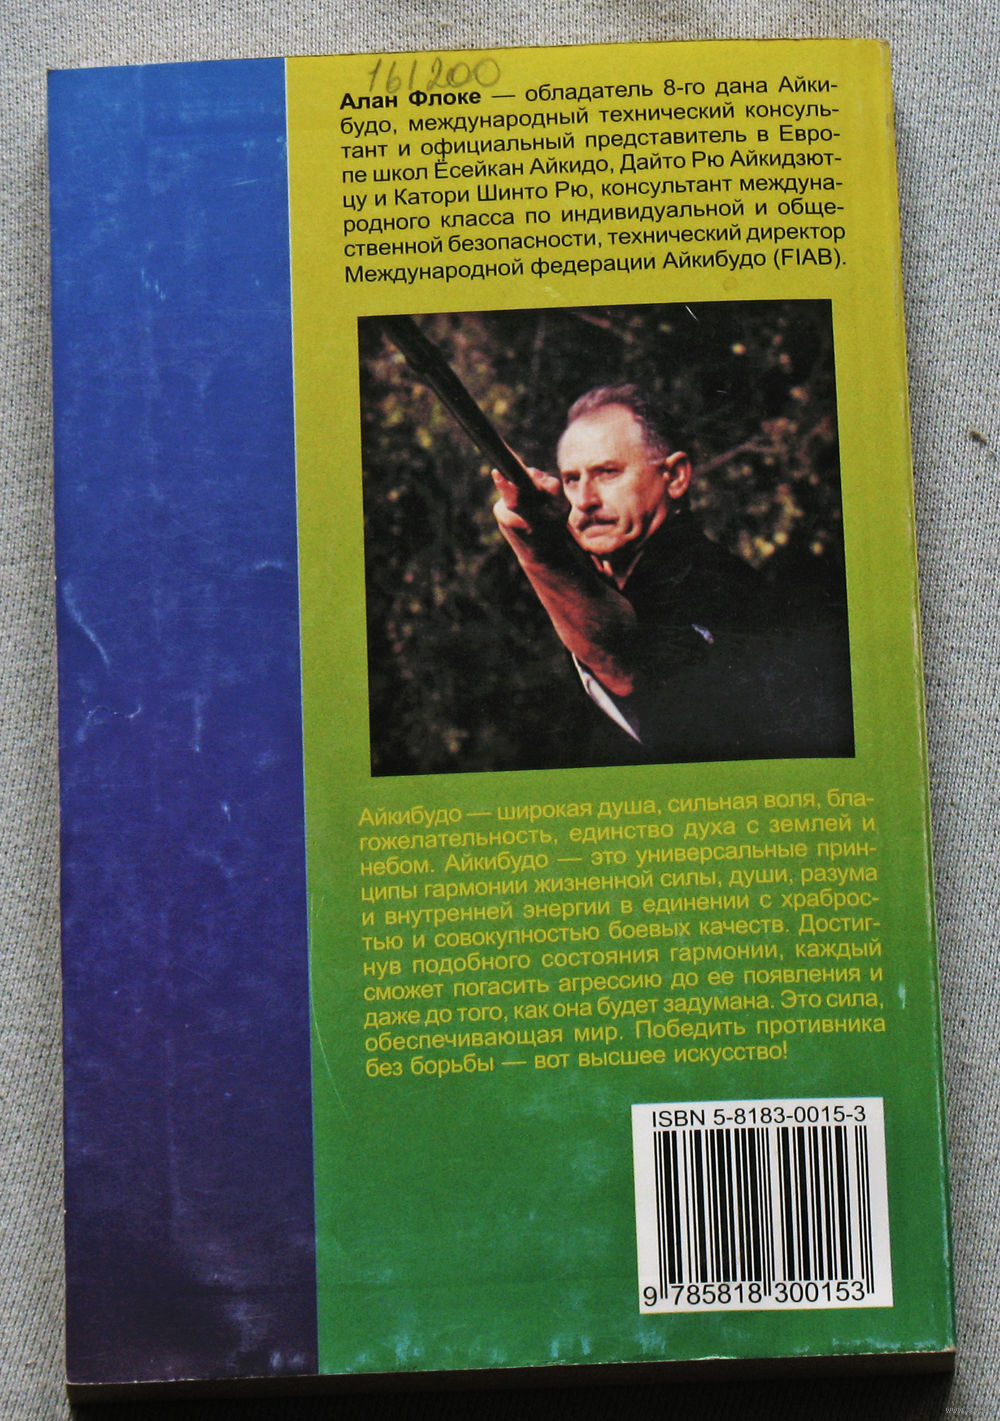 161200
Алан Флоке — обладатель 8-го дана Айки-
будо, международный технический консуль-
тант и официальный представитель в Евро-
пе школ Ёсейкан Айкидо, Дайто Рю Айкидзют-
цу и Катори Шинто Рю, консультант междуна-
родного класса по индивидуальной и обще-
ственной безопасности, технический директор
Международной федерации Айкибудо (FIAB).
Айкибудо — широкая душа, сильная воля, бла-
гожелательность, единство духа с землей и
небом. Айкибудо — это универсальные прин-
ципы гармонии жизненной силы, души, разума
и внутренней энергии в единении с храброс-
тью и совокупностью боевых качеств. Достиг-
нув подобного состояния гармонии, каждый
сможет погасить агрессию до ее появления и
даже до того, как она будет задумана. Это сила,
обеспечивающая мир. Победить противника
без борьбы — вот высшее искусство!
ISBN 5-8183-0015-3
9 785818 300153